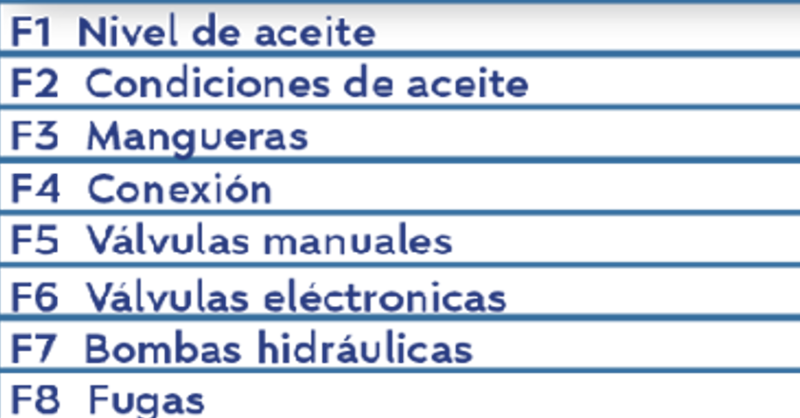 F1 Nivel de aceite
F2 Condiciones de aceite
F3 Mangueras
F4 Conexión
F5 Válvulas manuales
F6 Válvulas eléctronicas
F7 Bombas hidráulicas
F8 Fugas